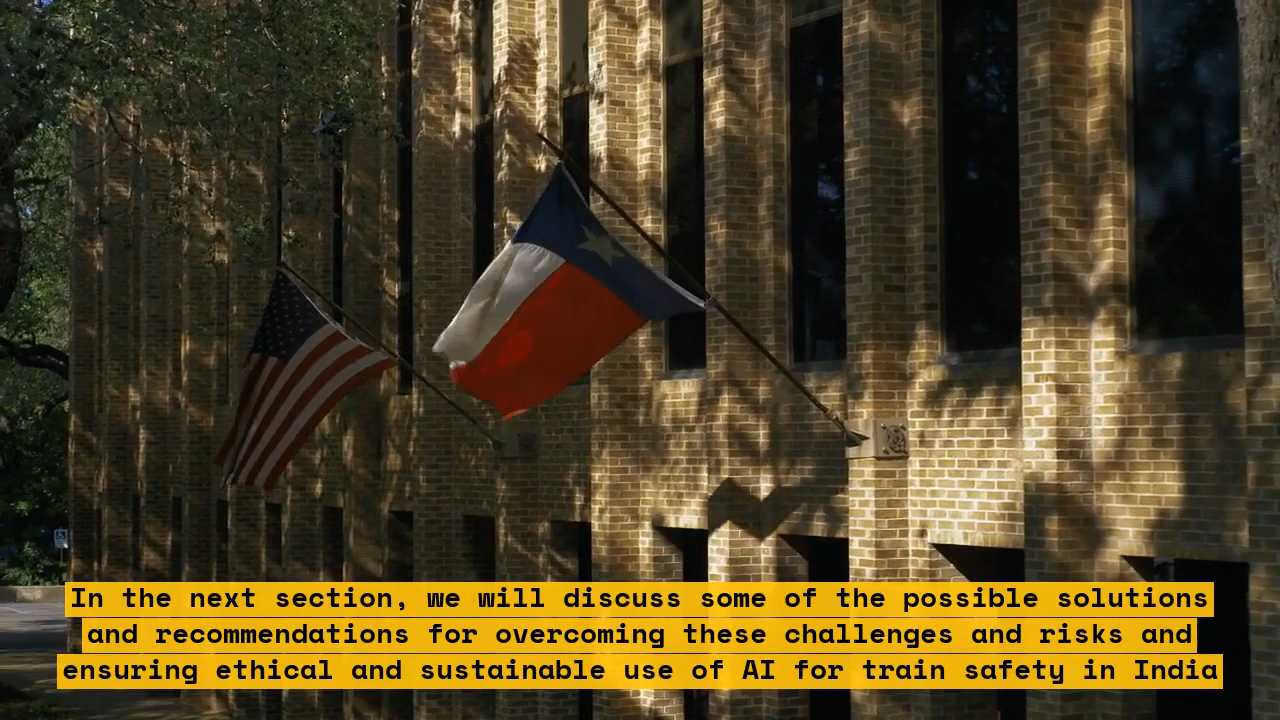 In the next section, we will discuss some of the possible solutions
and recommendations for overcoming these challenges and risks and
ensuring ethical and sustainable use of AI for train safety in India